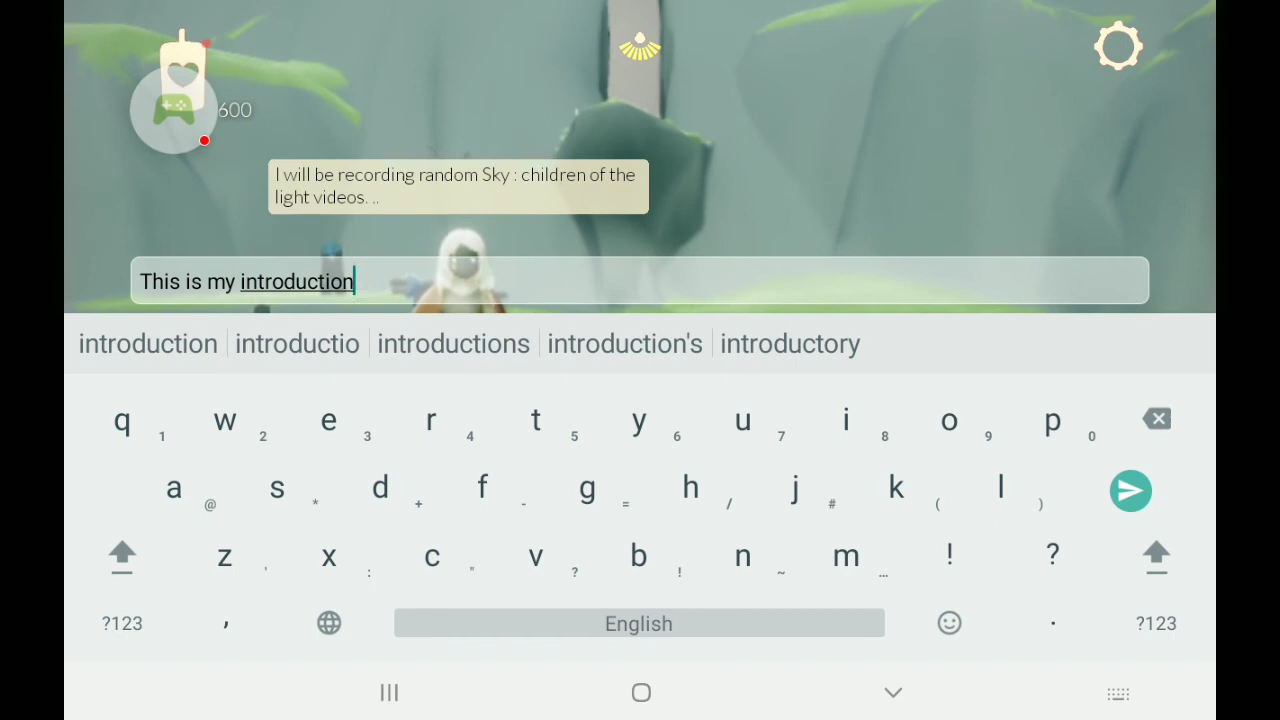 600
I will be recording random Sky : children of the
light videos. ..
This is my introduction
introduction introductio introductions introduction's introductory
q 1 w 2 e 3 r 4 t 5 y 6 u 7 i 8 o 9 p 0
a @ s * d + f - g = h / j # k ( l )
z ' x : c " v ? b ! n ~ m … ! ?
?123 , English . ?123